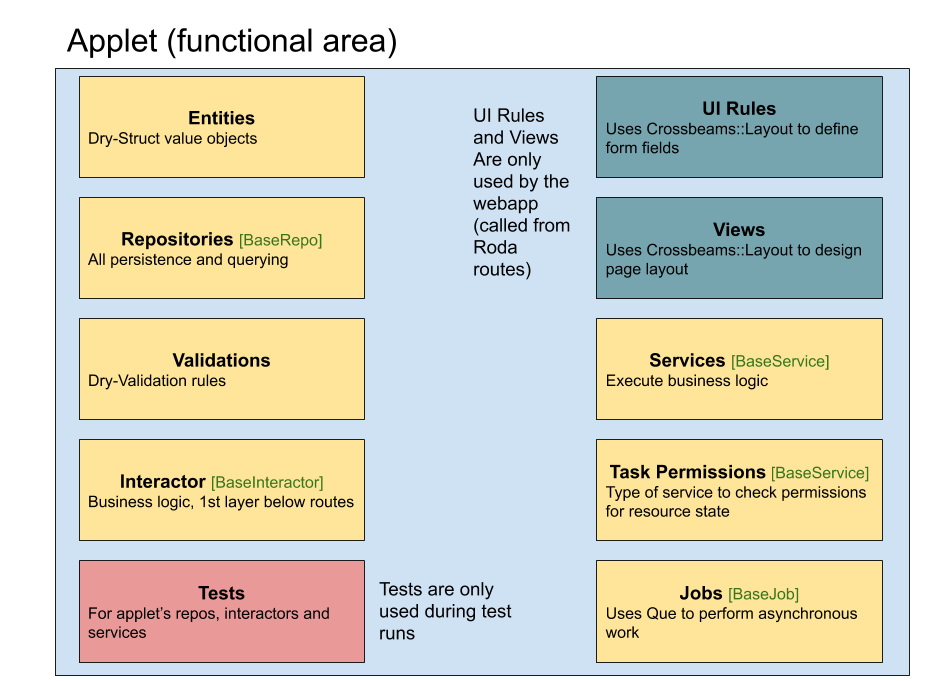 Applet (functional area)
Entities
Dry-Struct value objects
Repositories [BaseRepo]
All persistence and querying
Validations
Dry-Validation rules
Interactor [BaseInteractor]
Business logic, 1st layer below routes
Tests
For applet's repos, interactors and
services
UI Rules
and Views
Are only
used by the
webapp
(called from
Roda
routes)
Tests are only
used during test
runs
UI Rules
Uses Crossbeams::Layout to define
form fields
Views
Uses Crossbeams::Layout to design
page layout
Services [BaseService]
Execute business logic
Task Permissions [BaseService]
Type of service to check permissions
for resource state
Jobs [BaseJob]
Uses Que to perform asynchronous
work